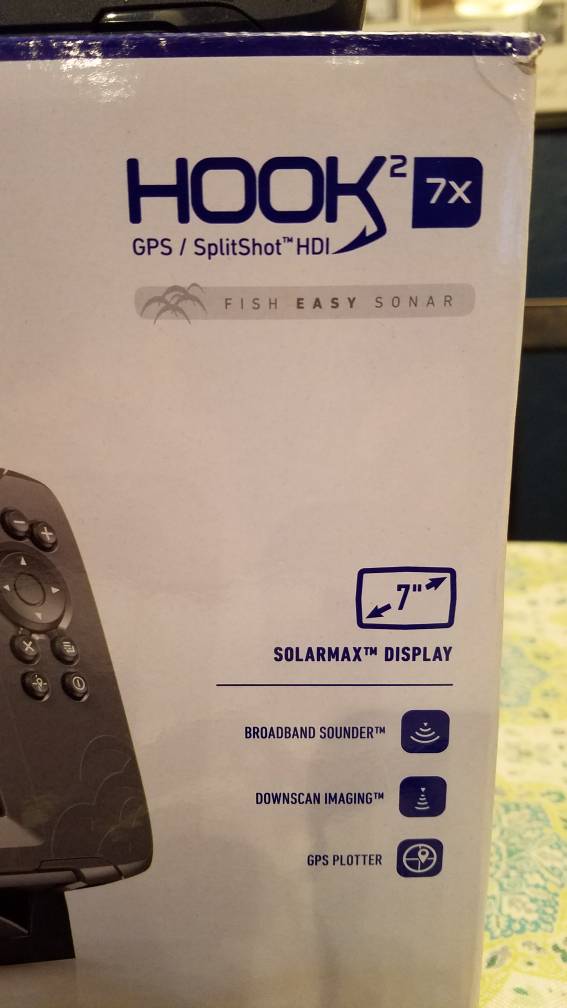 HOOK² 7X
GPS / SplitShot™ HDI
FISH EASY SONAR
7"
SOLARMAX™ DISPLAY
BROADBAND SOUNDER™
DOWNSCAN IMAGING™
GPS PLOTTER